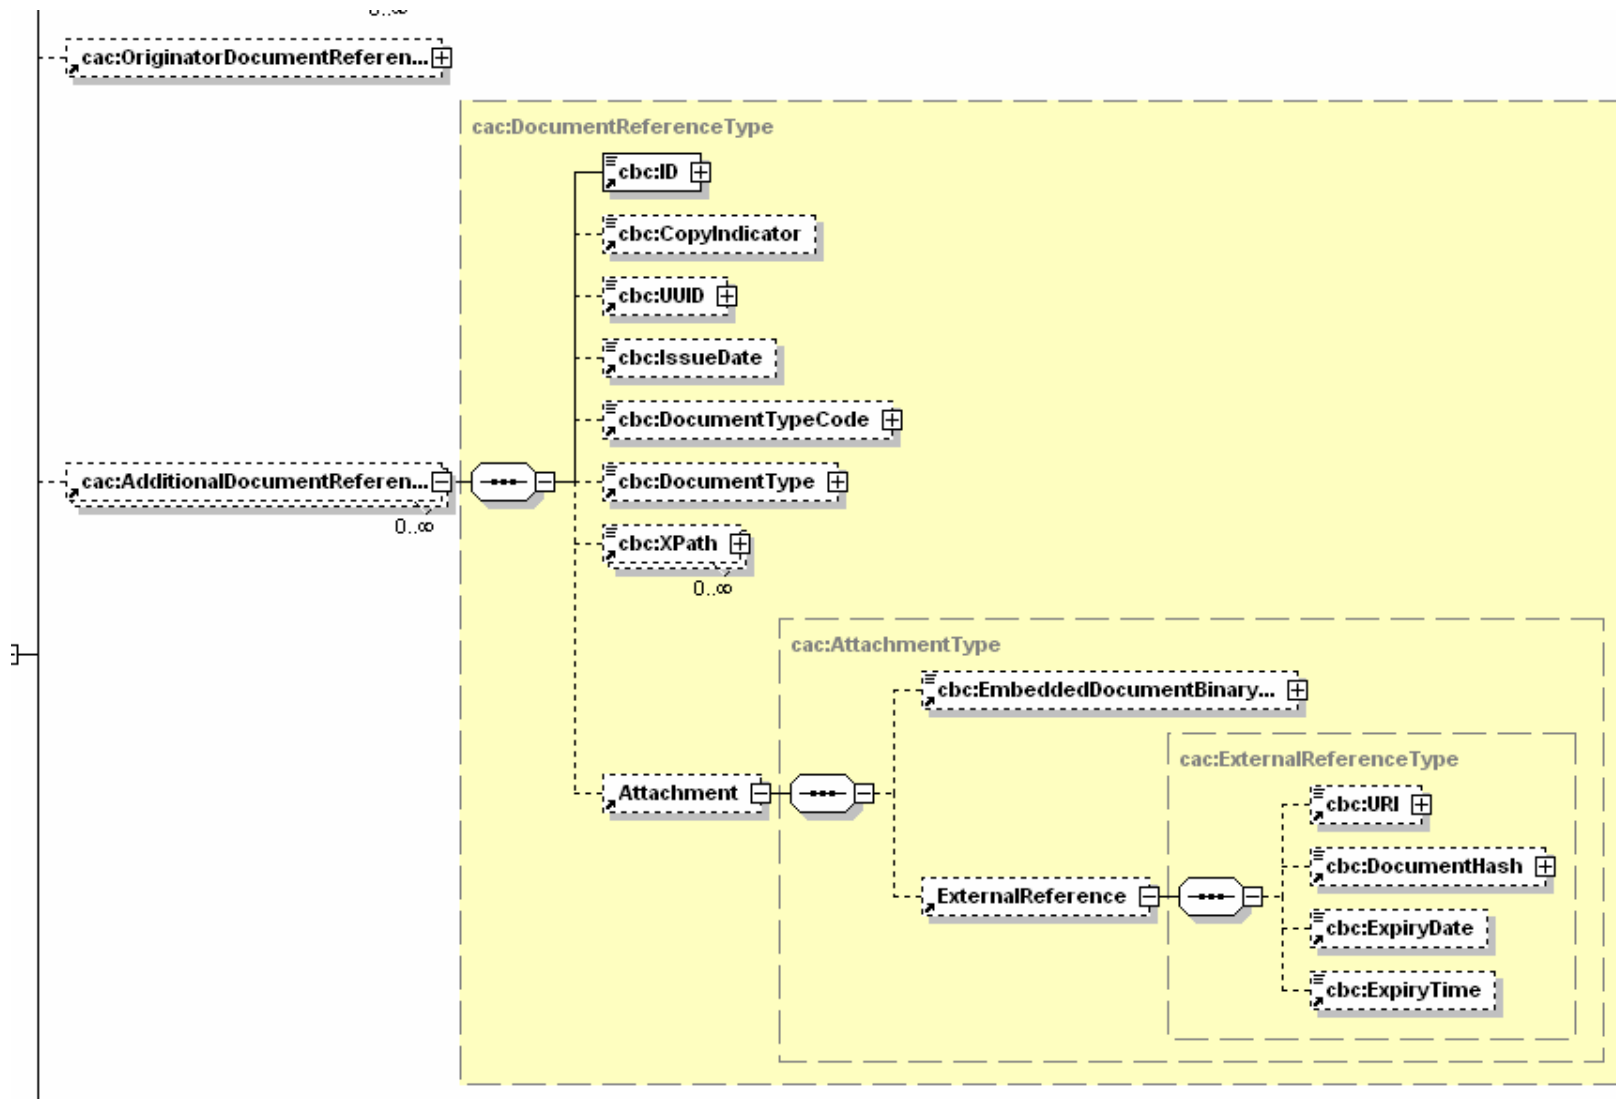 0..∞
cac:OriginatorDocumentReferen...
cac:DocumentReferenceType
cbc:ID
cbc:CopyIndicator
cbc:UUID
cbc:IssueDate
cbc:DocumentTypeCode
cac:AdditionalDocumentReferen...
0..∞
cbc:DocumentType
cbc:XPath
0..∞
cac:AttachmentType
cbc:EmbeddedDocumentBinary...
cac:ExternalReferenceType
Attachment
cbc:URI
cbc:DocumentHash
ExternalReference
cbc:ExpiryDate
cbc:ExpiryTime